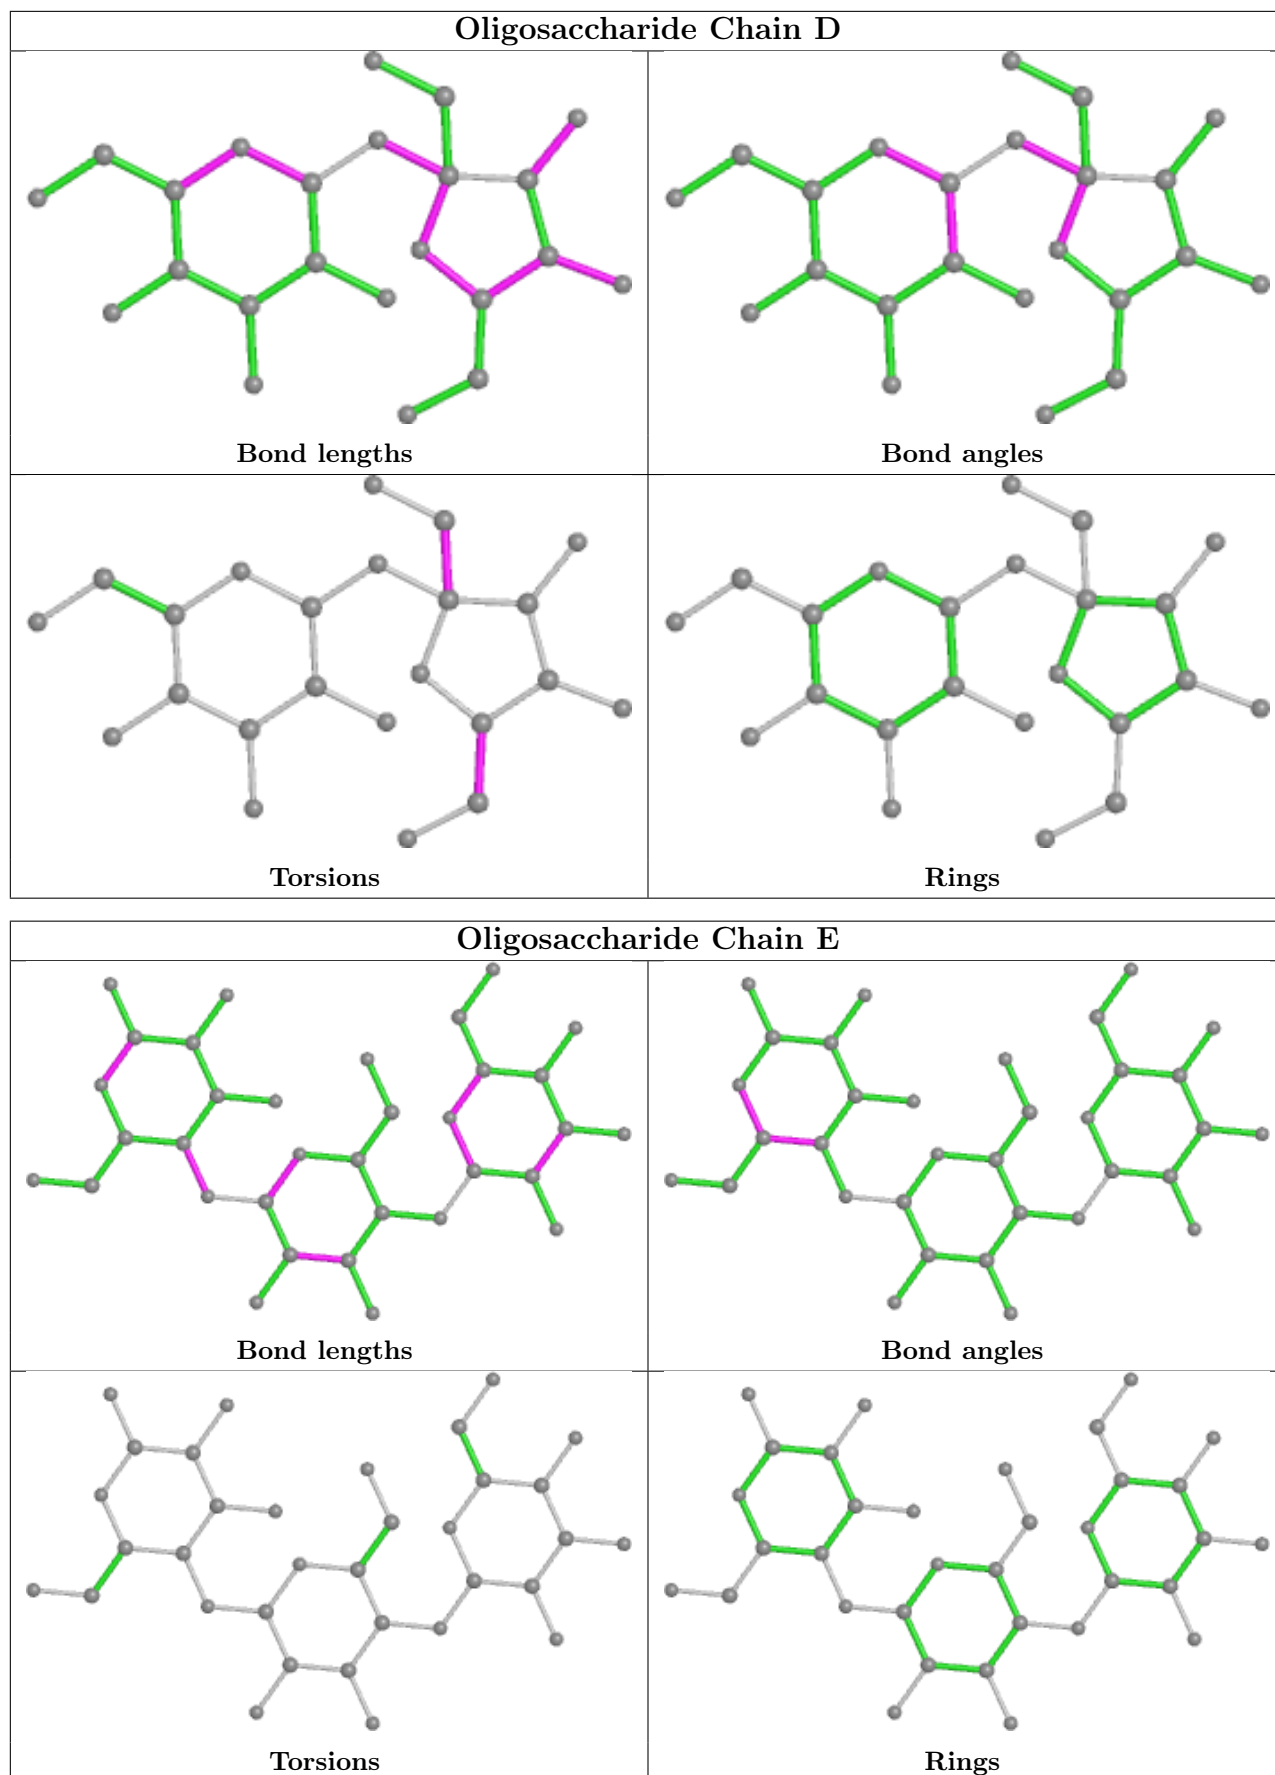 Oligosaccharide Chain D
Bond lengths
Bond angles
Torsions
Rings
Oligosaccharide Chain E
Bond lengths
Bond angles
Torsions
Rings